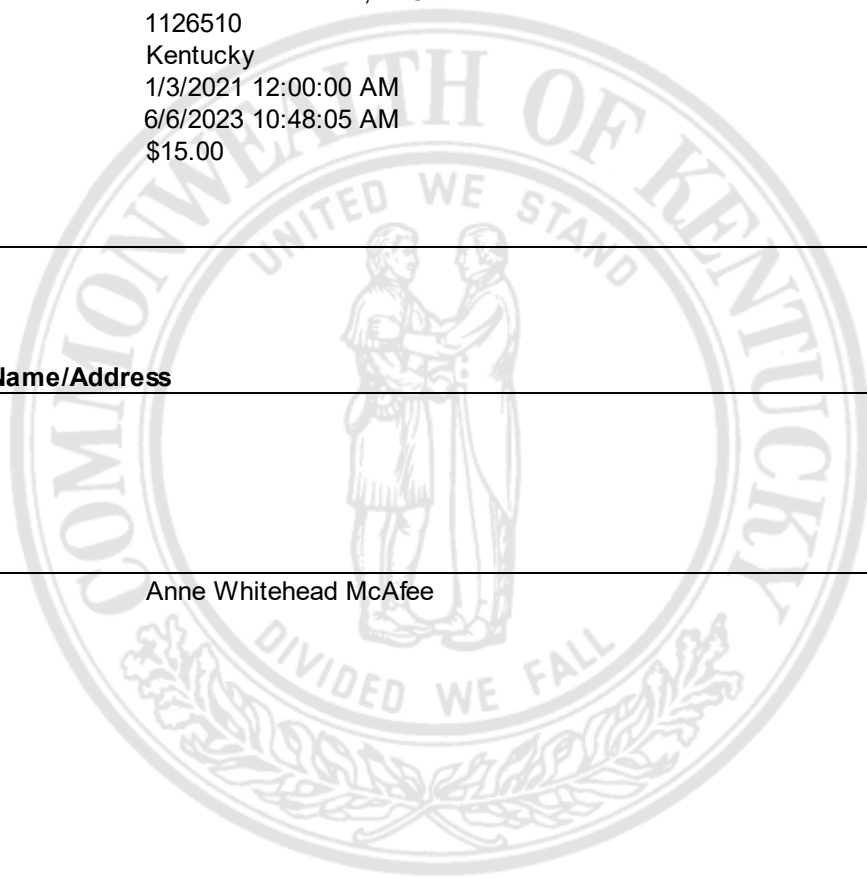 1126510
Kentucky
1/3/2021 12:00:00 AM
6/6/2023 10:48:05 AM
$15.00
Name/Address
Anne Whitehead McAfee
COMMONWEALTH OF KENTUCKY
UNITED WE STAND
DIVIDED WE FALL